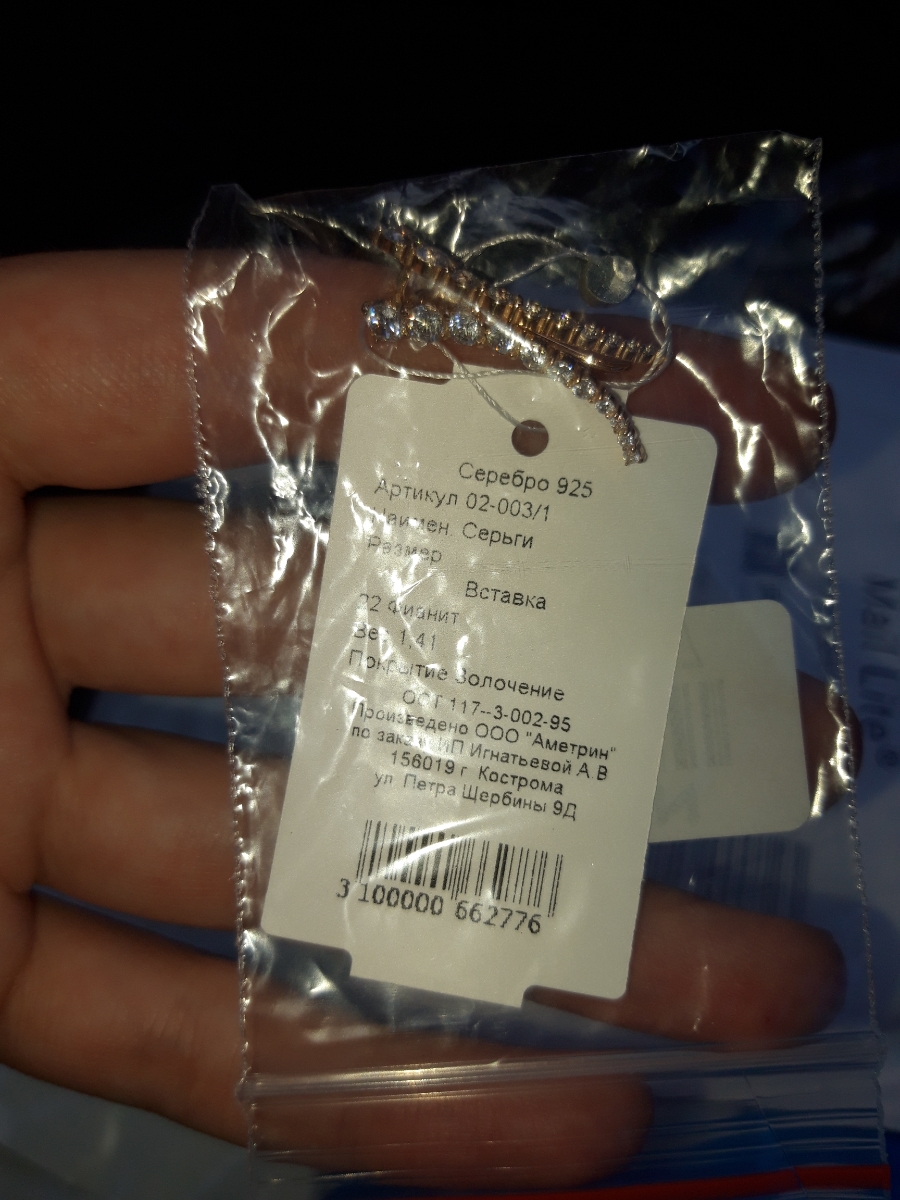 Серебро 925
Артикул 02-003/1
Наимен. Серьги
Размер
Вставка
22 Фианит
Вес 1,41
Покрытие Золочение
ОСТ 117--3-002-95
Произведено ООО "Аметрин"
по заказу ИП Игнатьевой А.В
156019 г. Кострома
ул. Петра Щербины 9Д
3 100000 662776